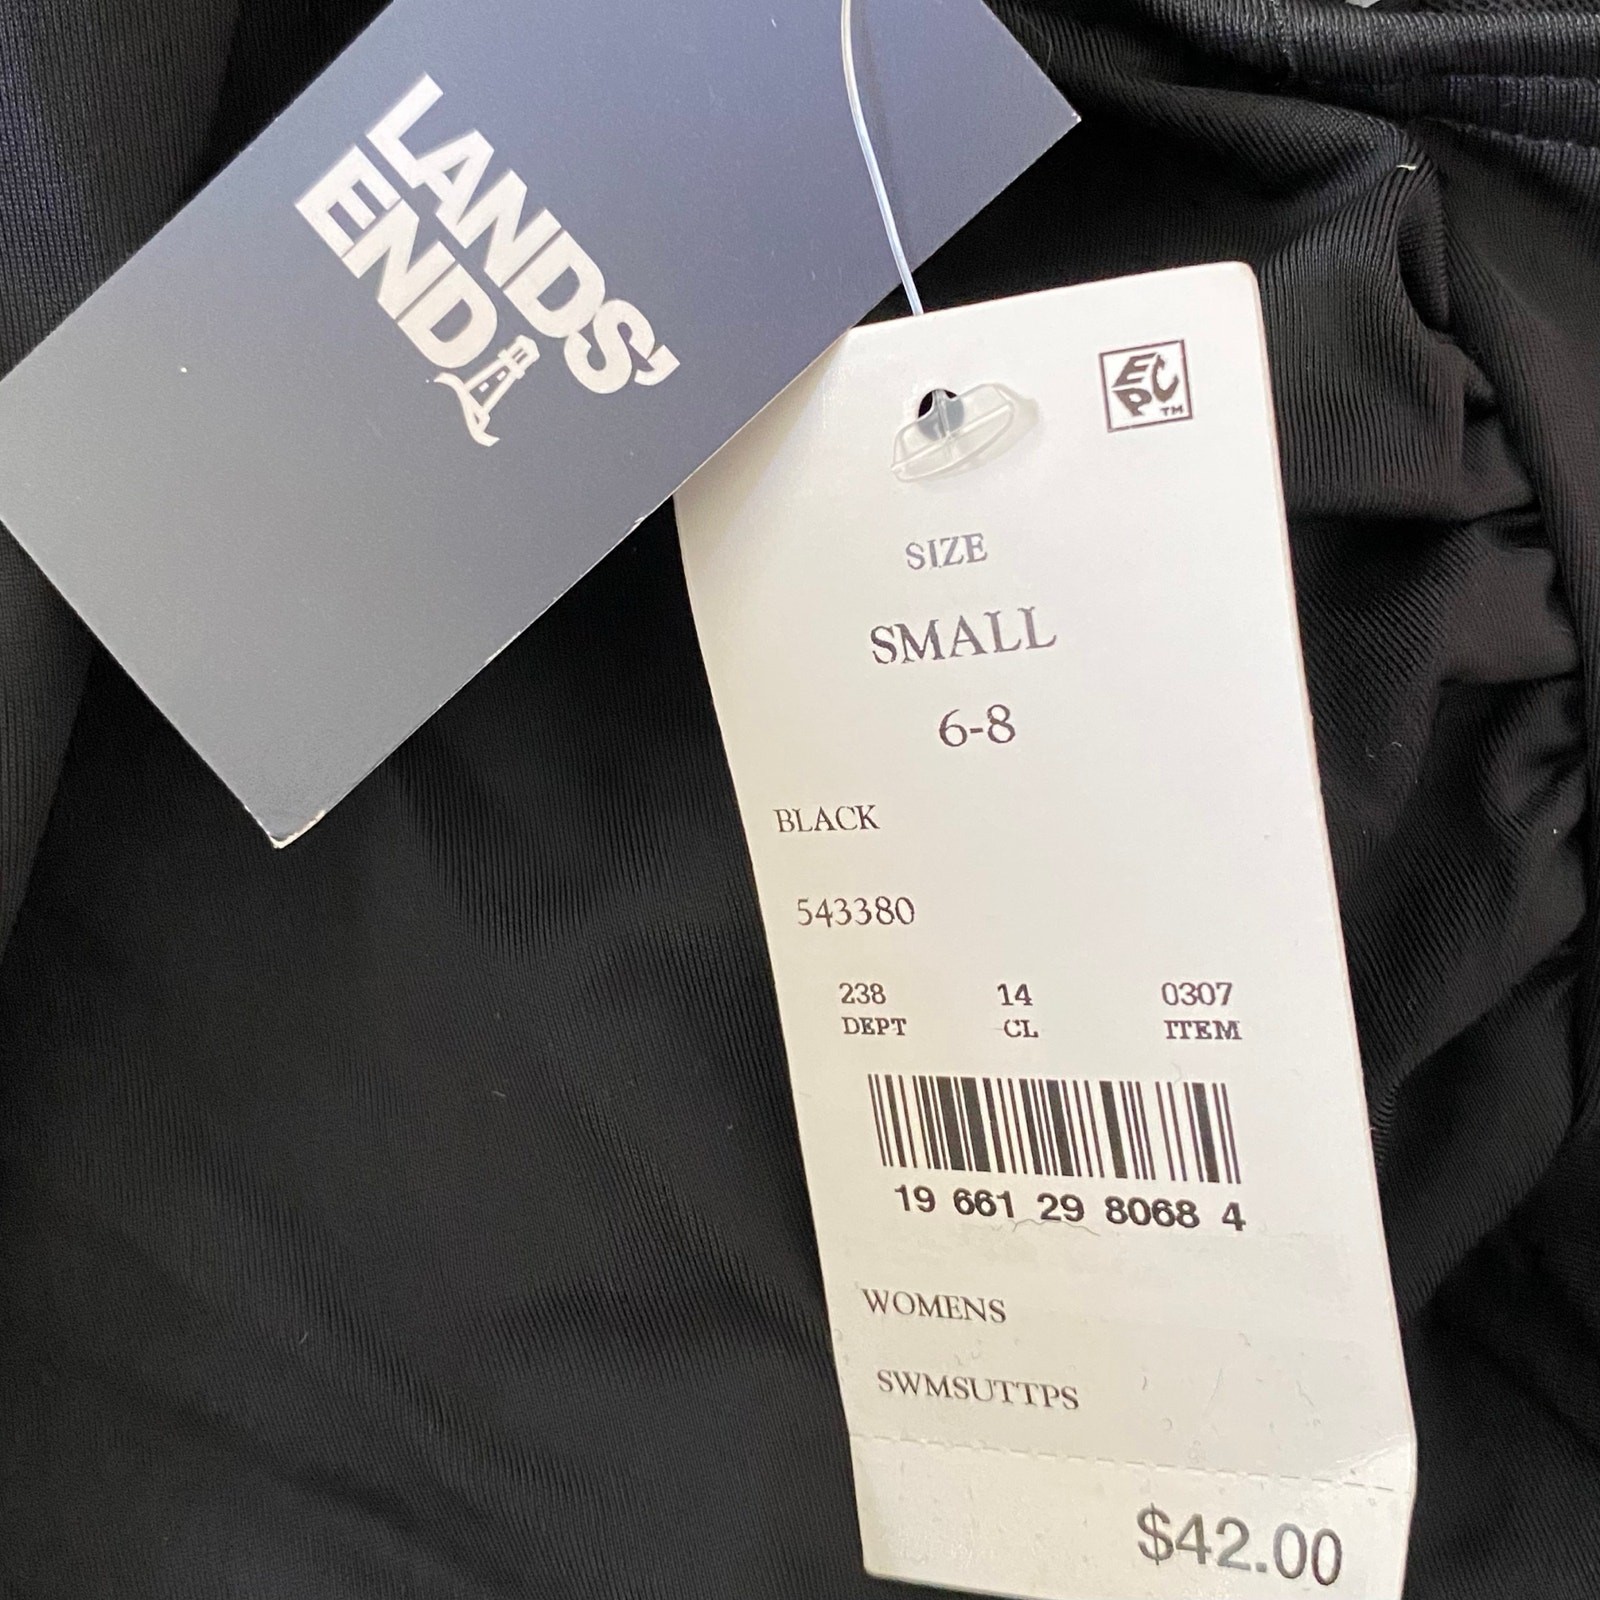 LANDS'
END
EPC™
SIZE
SMALL
6-8
BLACK
543380
238 14 0307
DEPT CL ITEM
19 661 29 8068 4
WOMENS
SWMSUTTPS
$42.00